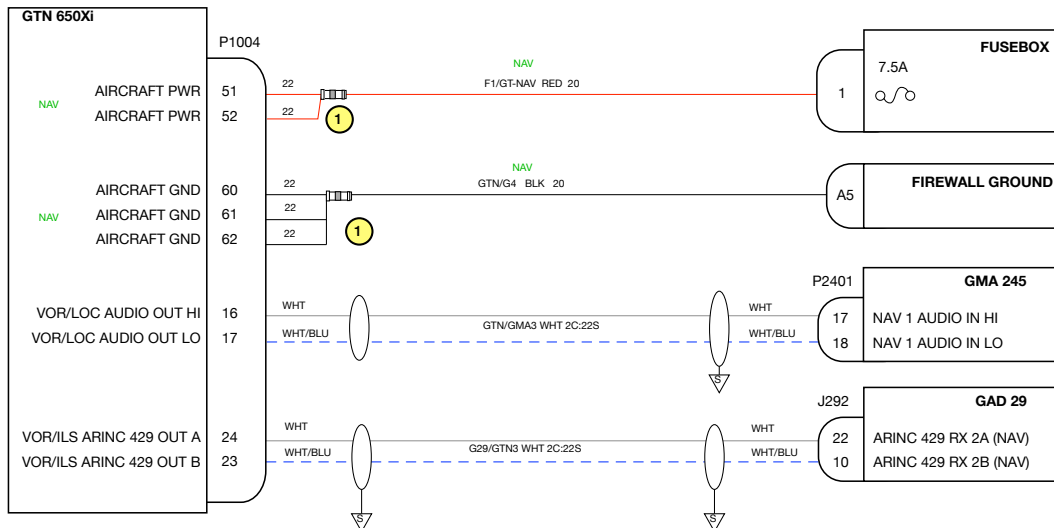 GTN 650Xi
P1004
NAV
AIRCRAFT PWR 51 22
AIRCRAFT PWR 52 22
1
NAV
F1/GT-NAV RED 20
FUSEBOX
7.5A
1
NAV
AIRCRAFT GND 60 22
AIRCRAFT GND 61 22
AIRCRAFT GND 62 22
1
NAV
GTN/G4 BLK 20
FIREWALL GROUND
A5
VOR/LOC AUDIO OUT HI 16 WHT
VOR/LOC AUDIO OUT LO 17 WHT/BLU
GTN/GMA3 WHT 2C:22S
S
P2401
GMA 245
WHT 17 NAV 1 AUDIO IN HI
WHT/BLU 18 NAV 1 AUDIO IN LO
VOR/ILS ARINC 429 OUT A 24 WHT
VOR/ILS ARINC 429 OUT B 23 WHT/BLU
S
G29/GTN3 WHT 2C:22S
S
J292
GAD 29
WHT 22 ARINC 429 RX 2A (NAV)
WHT/BLU 10 ARINC 429 RX 2B (NAV)